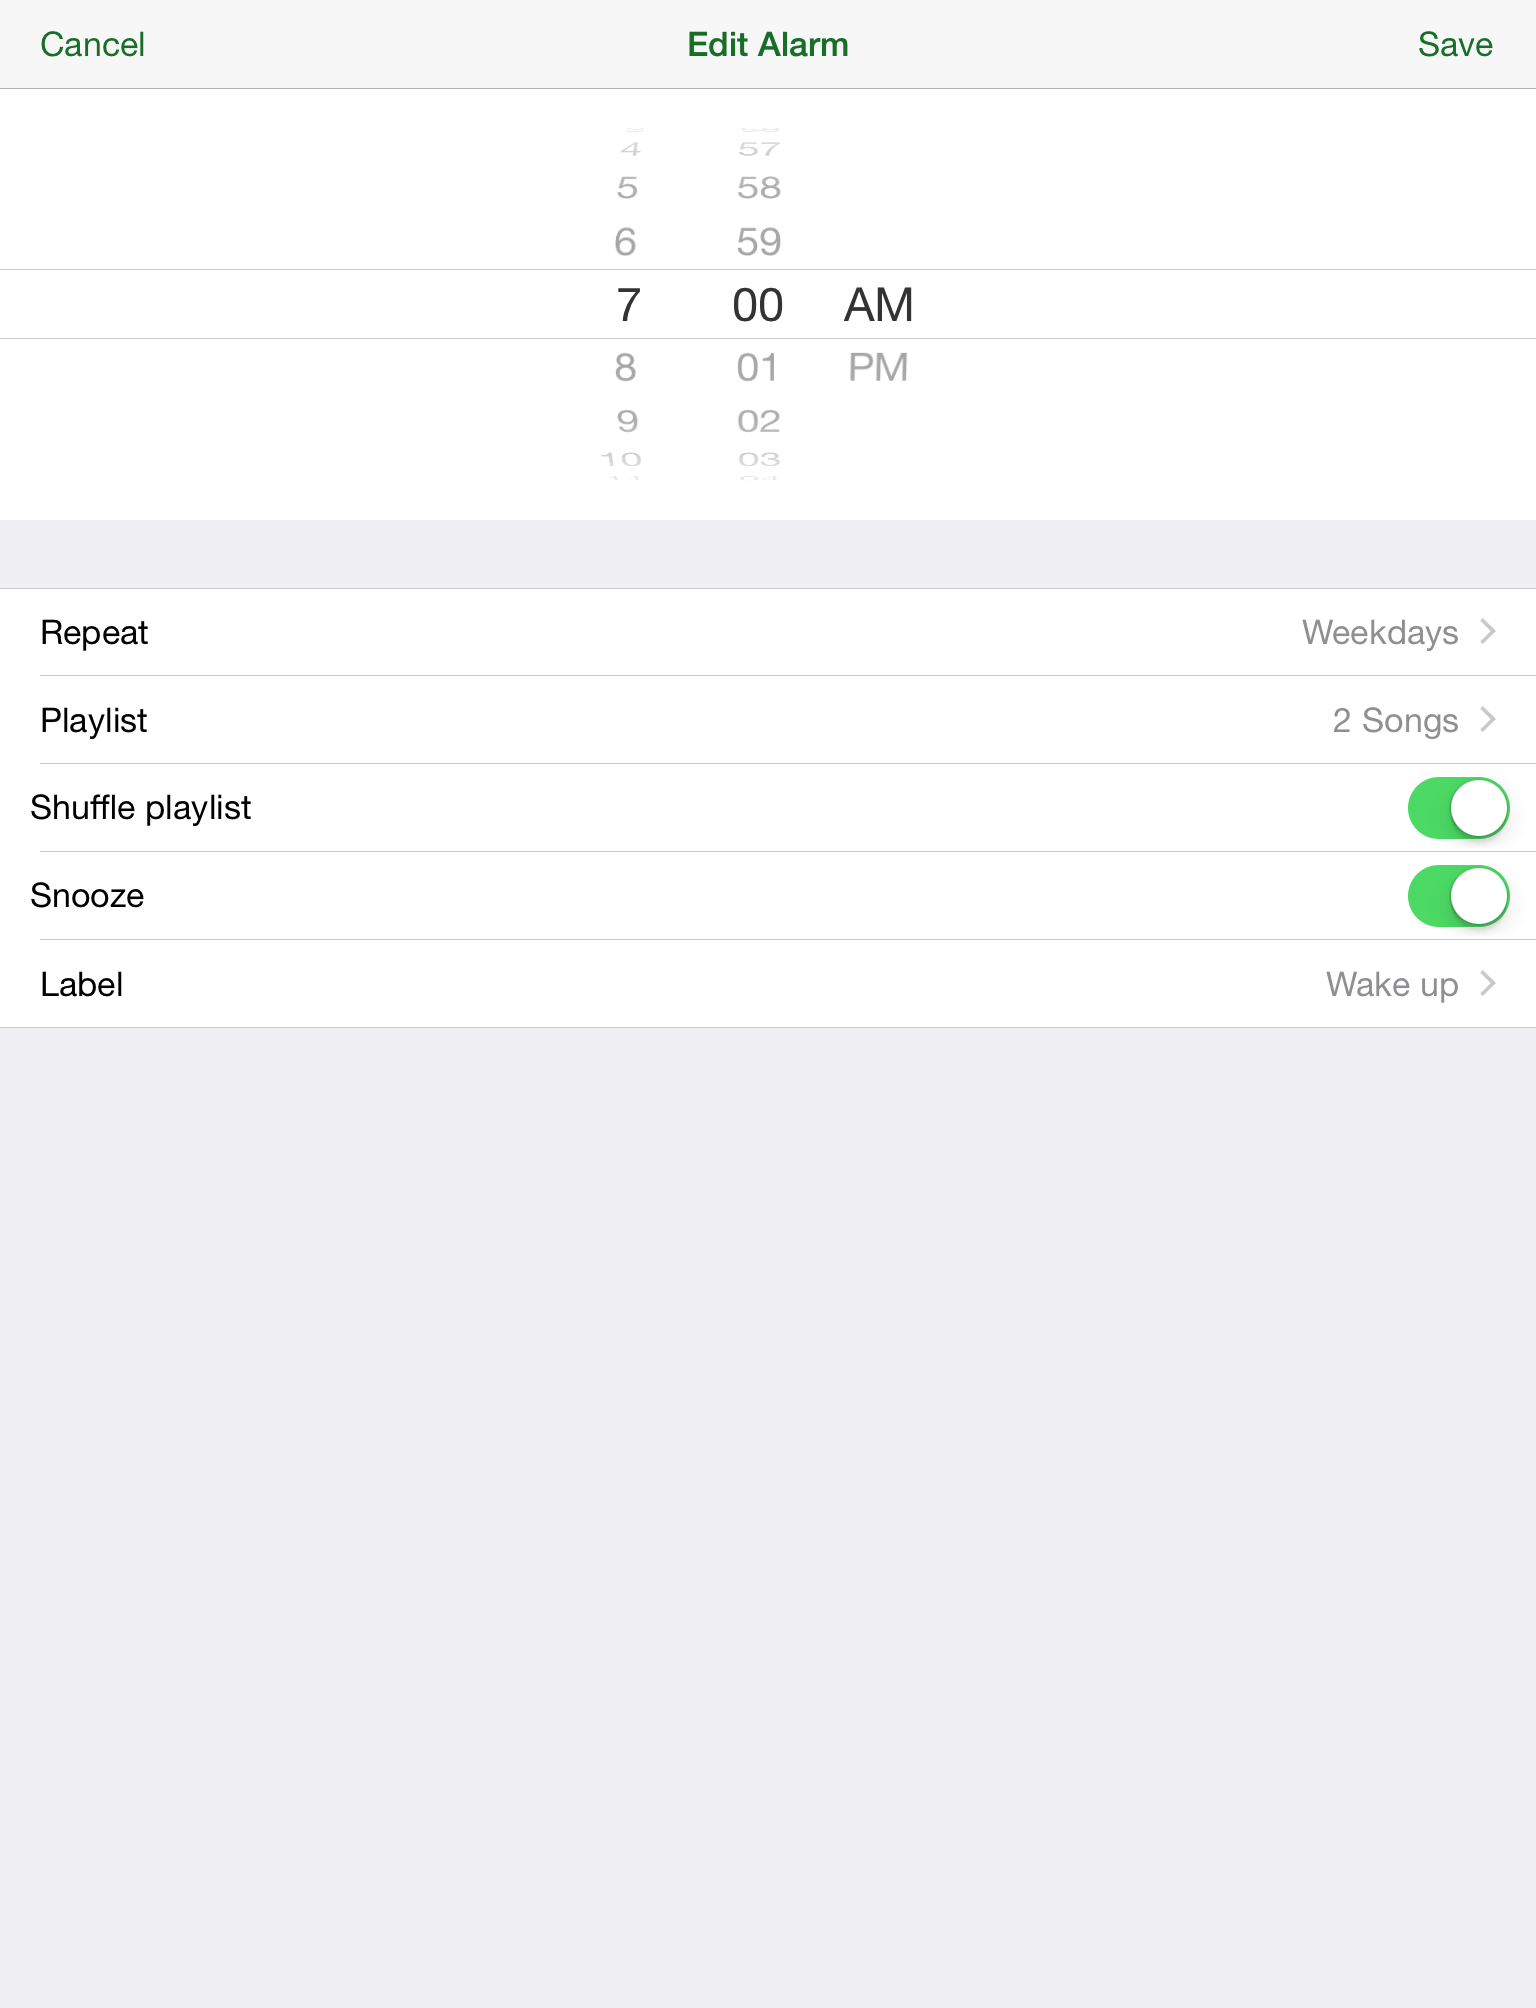 Cancel Edit Alarm Save
4 57
5 58
6 59
7 00 AM
8 01 PM
9 02
10 03
Repeat Weekdays
Playlist 2 Songs
Shuffle playlist
Snooze
Label Wake up